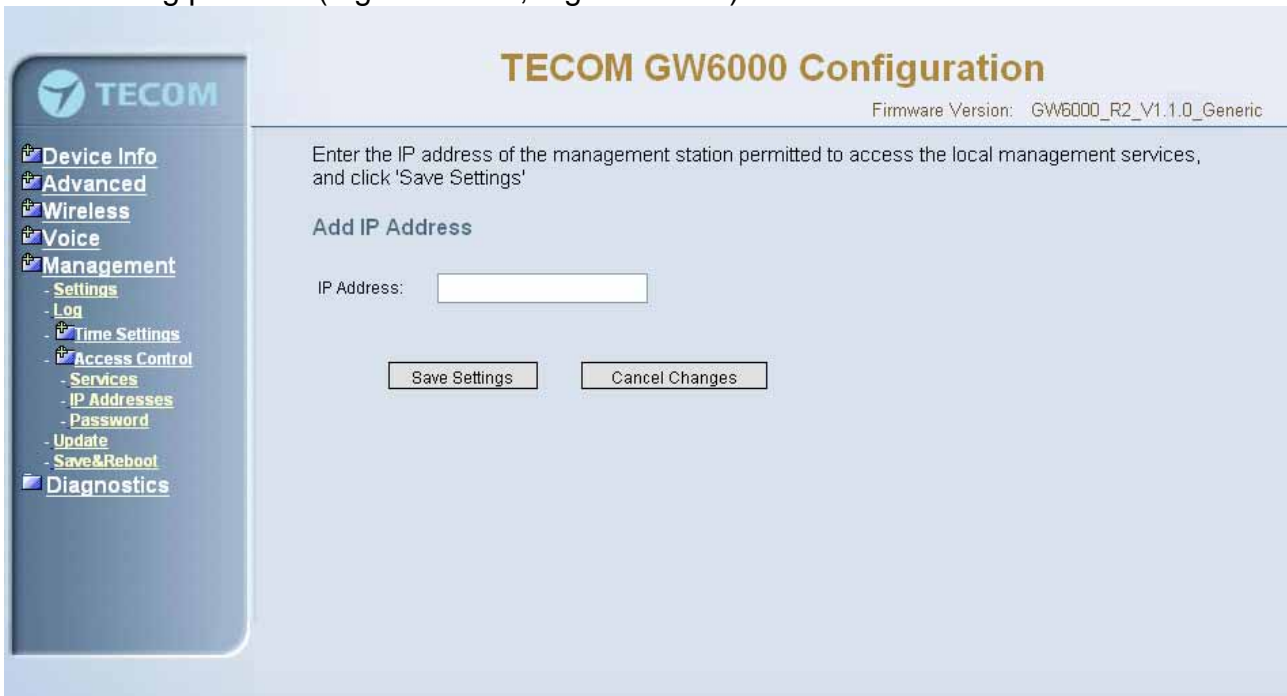 TECOM GW6000 Configuration
TECOM
Firmware Version: GW6000_R2_V1.1.0_Generic
Device Info
Advanced
Wireless
Voice
Management
- Settings
- Log
- Time Settings
- Access Control
- Services
- IP Addresses
- Password
- Update
- Save&Reboot
Diagnostics
Enter the IP address of the management station permitted to access the local management services,
and click 'Save Settings'
Add IP Address
IP Address:
Save Settings Cancel Changes